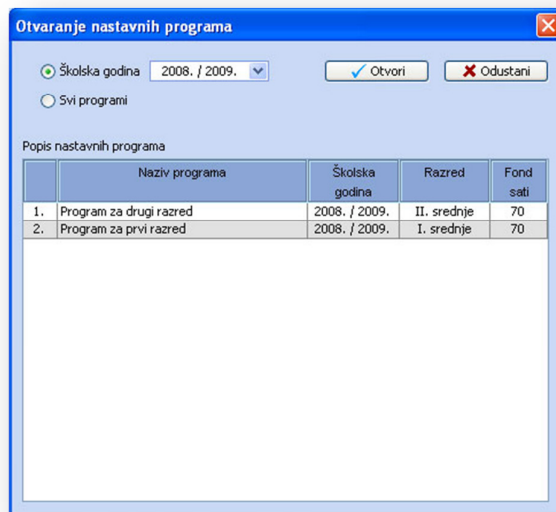 Otvaranje nastavnih programa
Školska godina 2008. / 2009. Otvori Odustani
Svi programi
Popis nastavnih programa
Naziv programa Školska godina Razred Fond sati
1. Program za drugi razred 2008. / 2009. II. srednje 70
2. Program za prvi razred 2008. / 2009. I. srednje 70